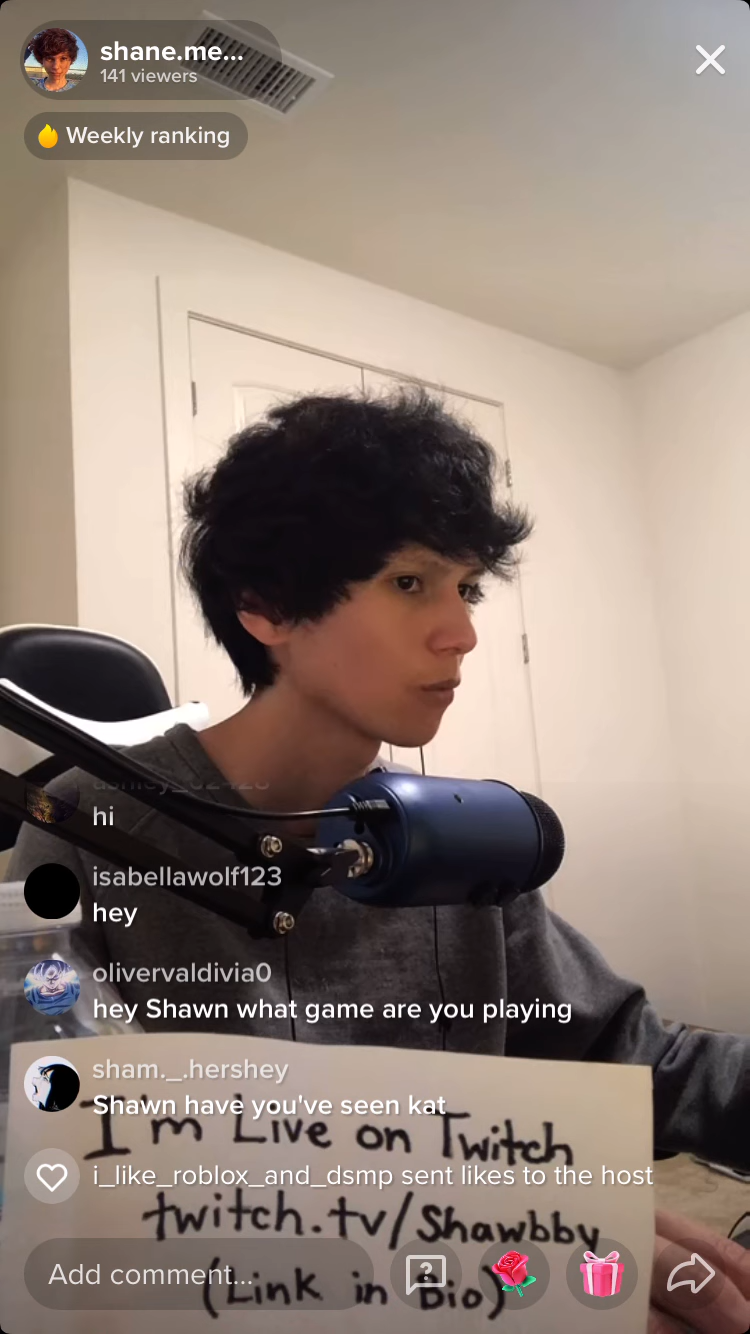 shane.me...
141 viewers
Weekly ranking
hi
isabellawolf123
hey
olivervaldivia0
hey Shawn what game are you playing
sham._.hershey
Shawn have you've seen kat
I'm Live on Twitch
i_like_roblox_and_dsmp sent likes to the host
twitch.tv/Shawbby
Add comment...
(Link in Bio)